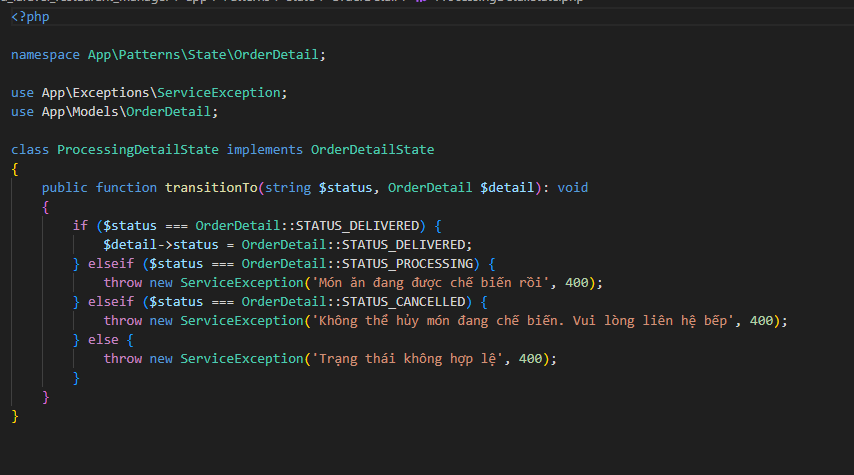 <?php
namespace App\Patterns\State\OrderDetail;
use App\Exceptions\ServiceException;
use App\Models\OrderDetail;
class ProcessingDetailState implements OrderDetailState
{
public function transitionTo(string $status, OrderDetail $detail): void
{
if ($status === OrderDetail::STATUS_DELIVERED) {
$detail->status = OrderDetail::STATUS_DELIVERED;
} elseif ($status === OrderDetail::STATUS_PROCESSING) {
throw new ServiceException('Món ăn đang được chế biến rồi', 400);
} elseif ($status === OrderDetail::STATUS_CANCELLED) {
throw new ServiceException('Không thể hủy món đang chế biến. Vui lòng liên hệ bếp', 400);
} else {
throw new ServiceException('Trạng thái không hợp lệ', 400);
}
}
}